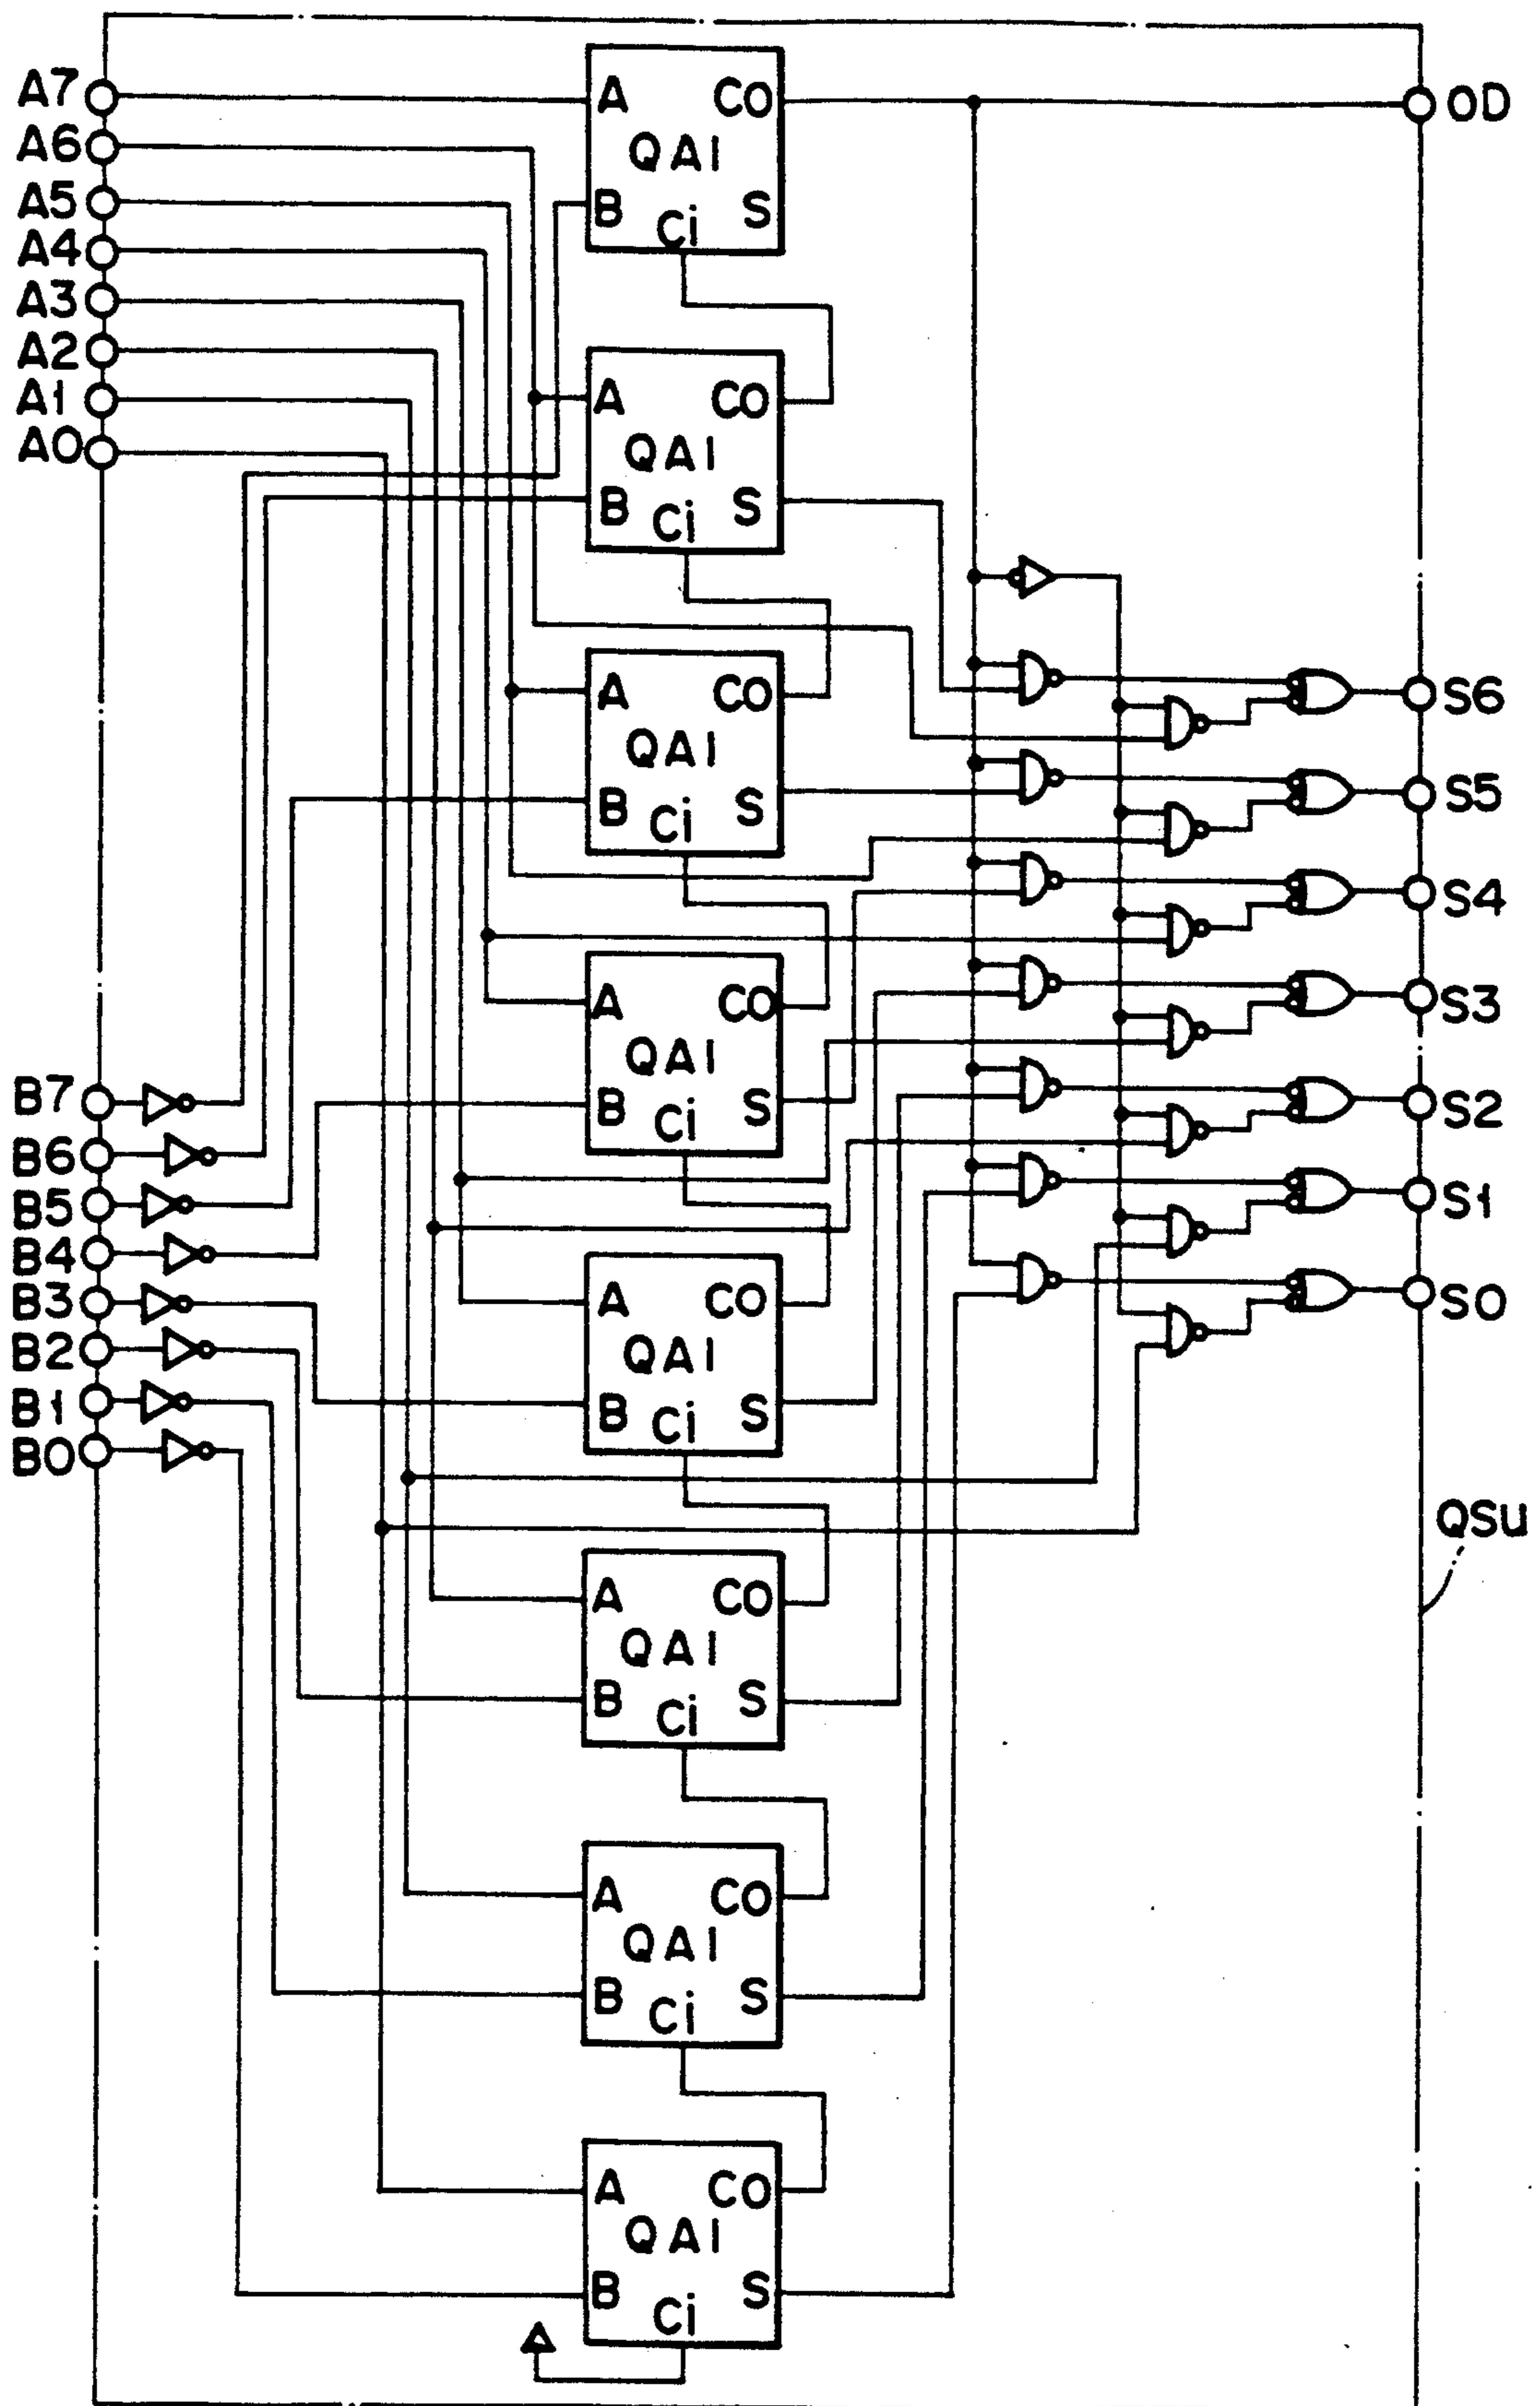 A7
A6
A5
A4
A3
A2
A1
A0
B7
B6
B5
B4
B3
B2
B1
B0
A CO
QA1
B Ci S
A CO
QA1
B Ci S
A CO
QA1
B Ci S
A CO
QA1
B Ci S
A CO
QA1
B Ci S
A CO
QA1
B Ci S
A CO
QA1
B Ci S
A CO
QA1
B Ci S
OD
S6
S5
S4
S3
S2
S1
S0
QSu